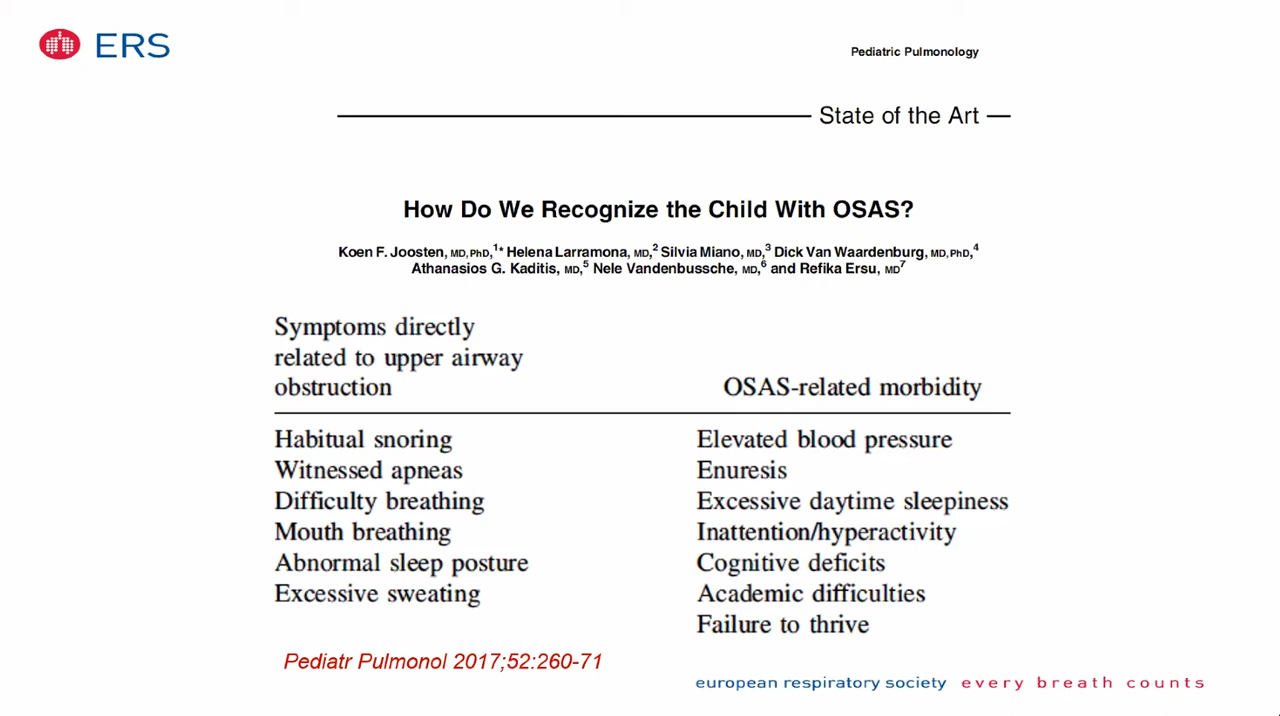 ERS
Pediatric Pulmonology
State of the Art
How Do We Recognize the Child With OSAS?
Koen F. Joosten, MD, PhD,1* Helena Larramona, MD,2 Silvia Miano, MD,3 Dick Van Waardenburg, MD, PhD,4
Athanasios G. Kaditis, MD,5 Nele Vandenbussche, MD,6 and Refika Ersu, MD7
Symptoms directly
related to upper airway
obstruction
OSAS-related morbidity
Habitual snoring
Elevated blood pressure
Witnessed apneas
Enuresis
Difficulty breathing
Excessive daytime sleepiness
Mouth breathing
Inattention/hyperactivity
Abnormal sleep posture
Cognitive deficits
Excessive sweating
Academic difficulties
Failure to thrive
Pediatr Pulmonol 2017;52:260-71
european respiratory society every breath counts